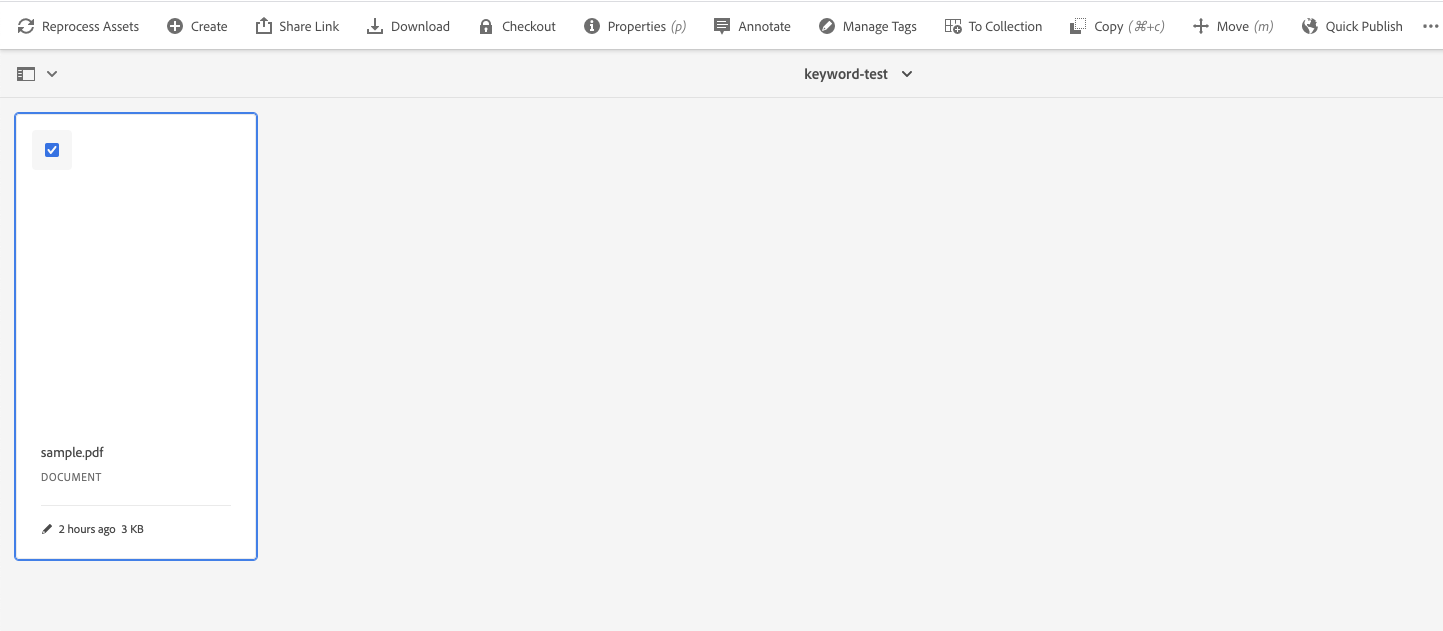 Reprocess Assets Create Share Link Download Checkout Properties (p) Annotate Manage Tags To Collection Copy (⌘+c) Move (m) Quick Publish ...
keyword-test
sample.pdf
DOCUMENT
2 hours ago 3 KB